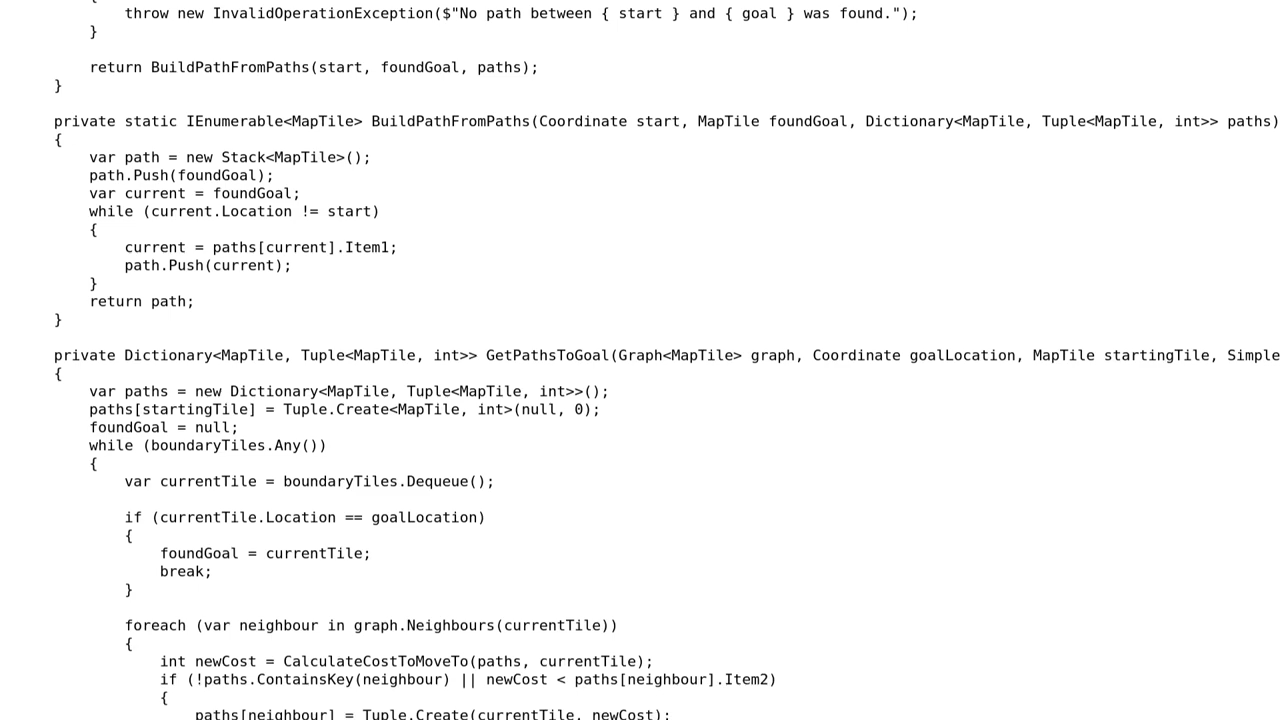 {
throw new InvalidOperationException($"No path between { start } and { goal } was found.");
}
return BuildPathFromPaths(start, foundGoal, paths);
}
private static IEnumerable<MapTile> BuildPathFromPaths(Coordinate start, MapTile foundGoal, Dictionary<MapTile, Tuple<MapTile, int>> paths)
{
var path = new Stack<MapTile>();
path.Push(foundGoal);
var current = foundGoal;
while (current.Location != start)
{
current = paths[current].Item1;
path.Push(current);
}
return path;
}
private Dictionary<MapTile, Tuple<MapTile, int>> GetPathsToGoal(Graph<MapTile> graph, Coordinate goalLocation, MapTile startingTile, Simple
{
var paths = new Dictionary<MapTile, Tuple<MapTile, int>>();
paths[startingTile] = Tuple.Create<MapTile, int>(null, 0);
foundGoal = null;
while (boundaryTiles.Any())
{
var currentTile = boundaryTiles.Dequeue();
if (currentTile.Location == goalLocation)
{
foundGoal = currentTile;
break;
}
foreach (var neighbour in graph.Neighbours(currentTile))
{
int newCost = CalculateCostToMoveTo(paths, currentTile);
if (!paths.ContainsKey(neighbour) || newCost < paths[neighbour].Item2)
{
paths[neighbour] = Tuple.Create(currentTile, newCost);